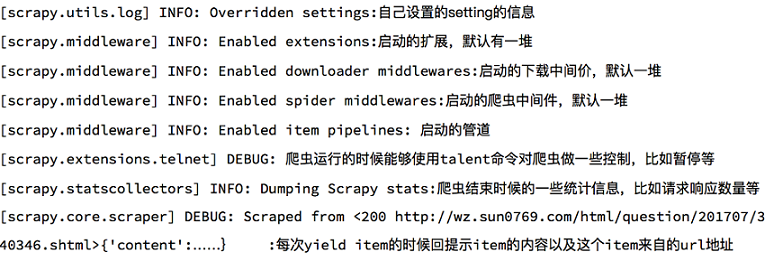 [scrapy.utils.log] INFO: Overridden settings:自己设置的setting的信息
[scrapy.middleware] INFO: Enabled extensions:启动的扩展，默认有一堆
[scrapy.middleware] INFO: Enabled downloader middlewares:启动的下载中间价，默认一堆
[scrapy.middleware] INFO: Enabled spider middlewares:启动的爬虫中间件，默认一堆
[scrapy.middleware] INFO: Enabled item pipelines: 启动的管道
[scrapy.extensions.telnet] DEBUG: 爬虫运行的时候能够使用talent命令对爬虫做一些控制，比如暂停等
[scrapy.statscollectors] INFO: Dumping Scrapy stats:爬虫结束时候的一些统计信息，比如请求响应数量等
[scrapy.core.scraper] DEBUG: Scraped from <200 http://wz.sun0769.com/html/question/201707/3
40346.shtml>{'content':……} :每次yield item的时候回提示item的内容以及这个item来自的url地址